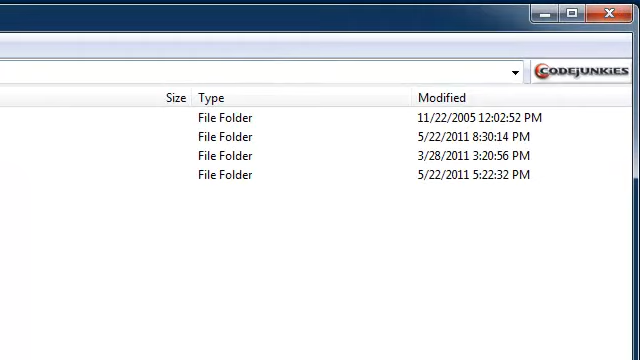 CODEJUNKIES
Size Type Modified
File Folder 11/22/2005 12:02:52 PM
File Folder 5/22/2011 8:30:14 PM
File Folder 3/28/2011 3:20:56 PM
File Folder 5/22/2011 5:22:32 PM